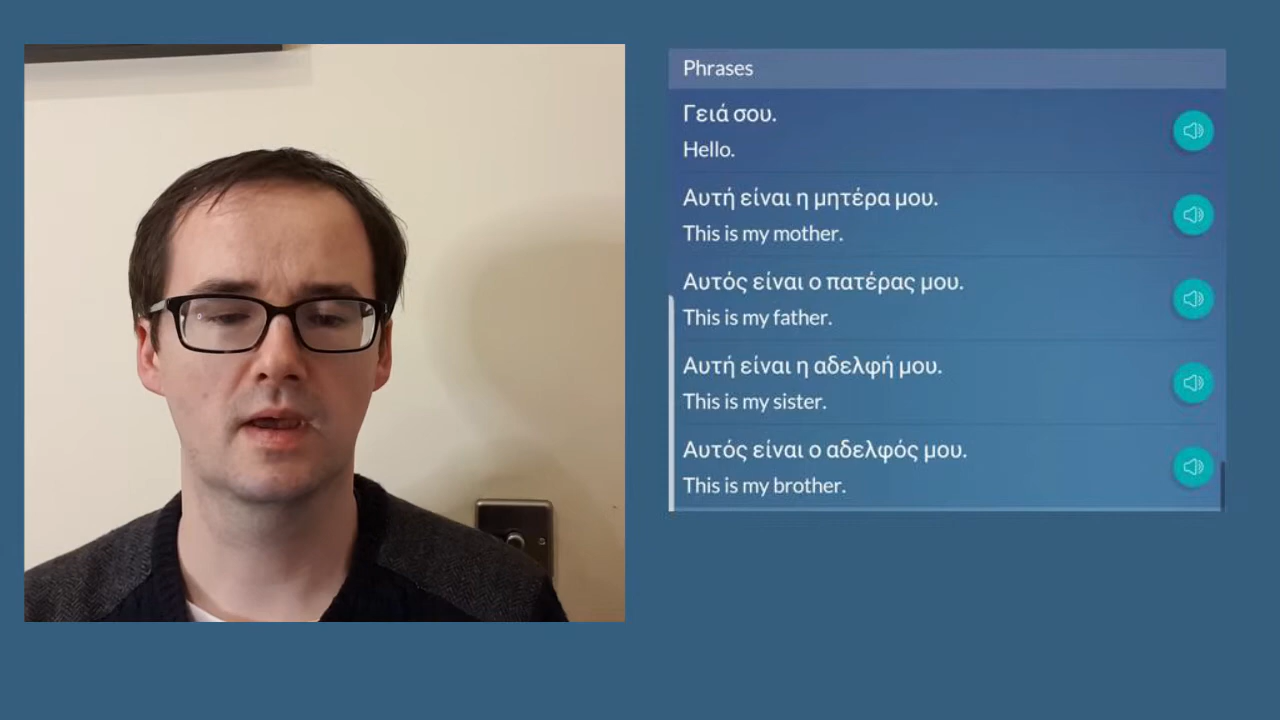 Phrases
Γειά σου.
Hello.
Αυτή είναι η μητέρα μου.
This is my mother.
Αυτός είναι ο πατέρας μου.
This is my father.
Αυτή είναι η αδελφή μου.
This is my sister.
Αυτός είναι ο αδελφός μου.
This is my brother.